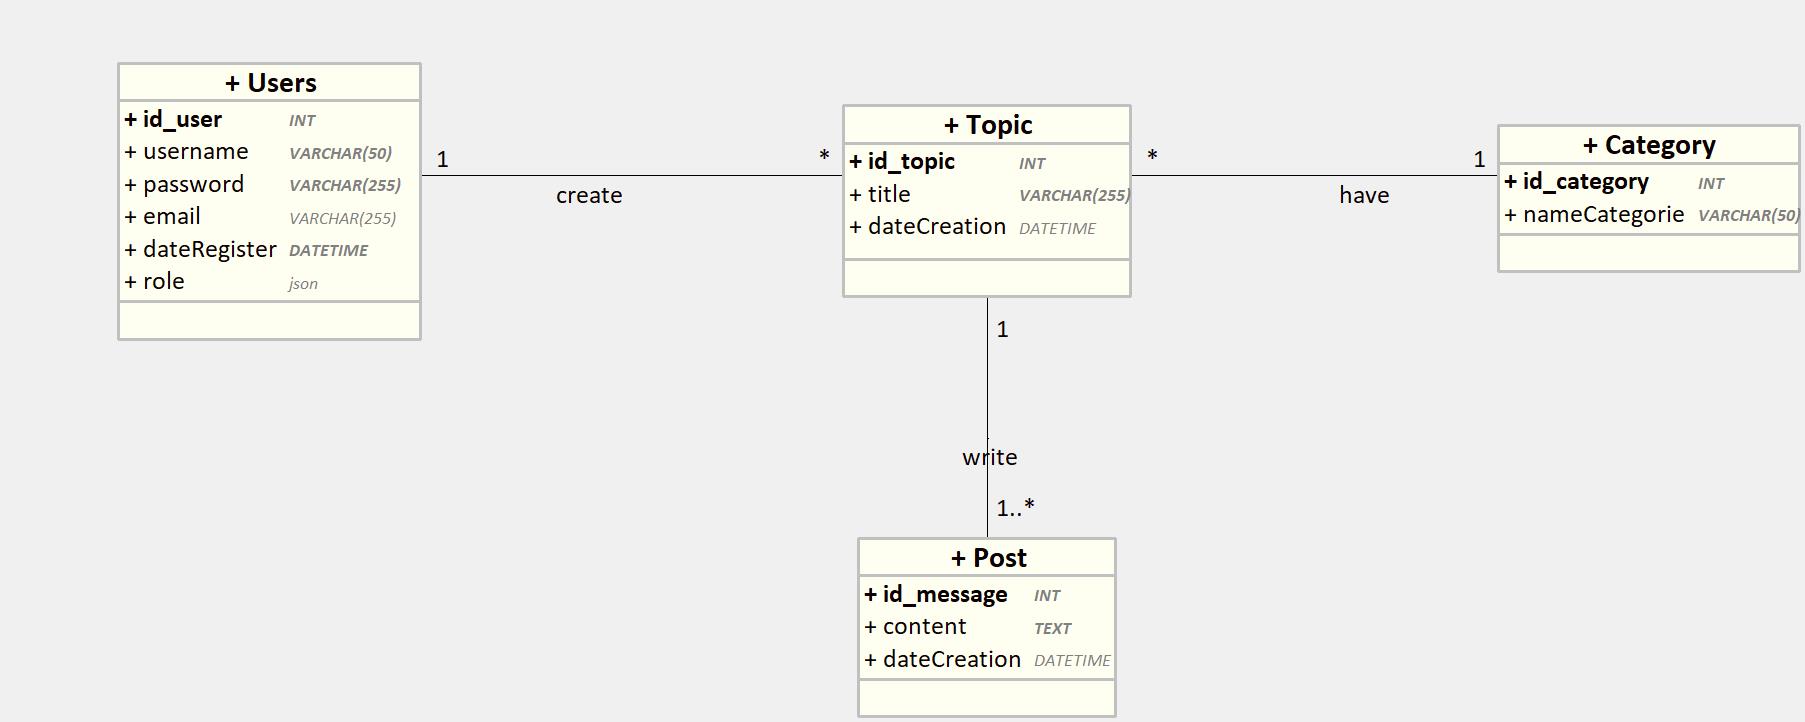 + Users
+ id_user INT
+ username VARCHAR(50)
+ password VARCHAR(255)
+ email VARCHAR(255)
+ dateRegister DATETIME
+ role json
1
create
*
+ Topic
+ id_topic INT
+ title VARCHAR(255)
+ dateCreation DATETIME
*
have
1
+ Category
+ id_category INT
+ nameCategorie VARCHAR(50)
1
write
1..*
+ Post
+ id_message INT
+ content TEXT
+ dateCreation DATETIME